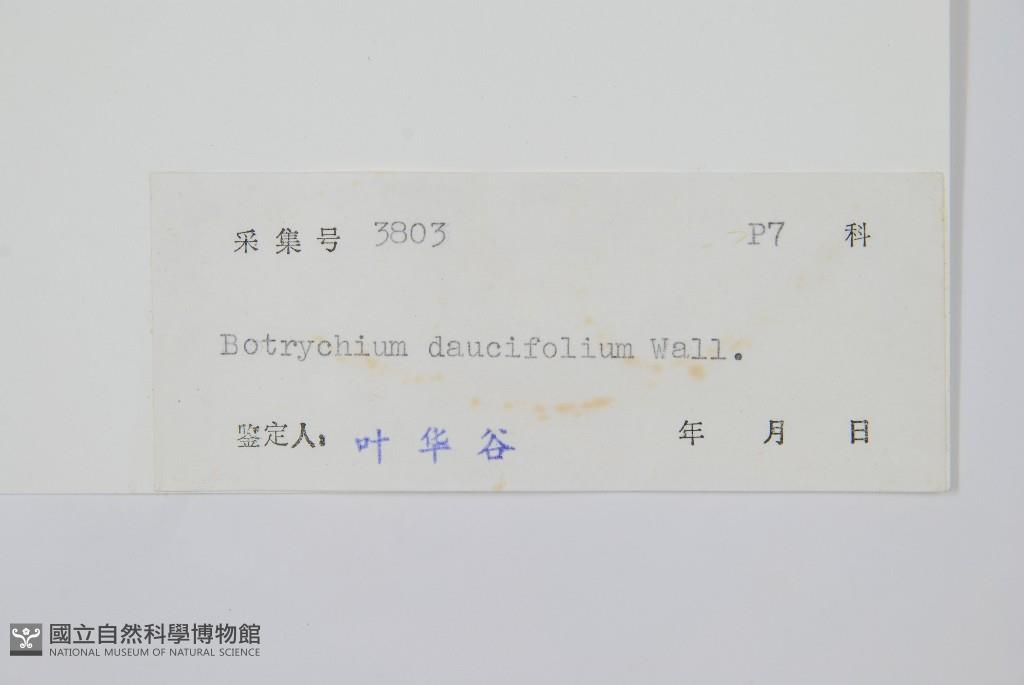 采集号 3803 P7 科
Botrychium daucifolium Wall.
鉴定人: 叶华谷 年 月 日
國立自然科學博物館
NATIONAL MUSEUM OF NATURAL SCIENCE